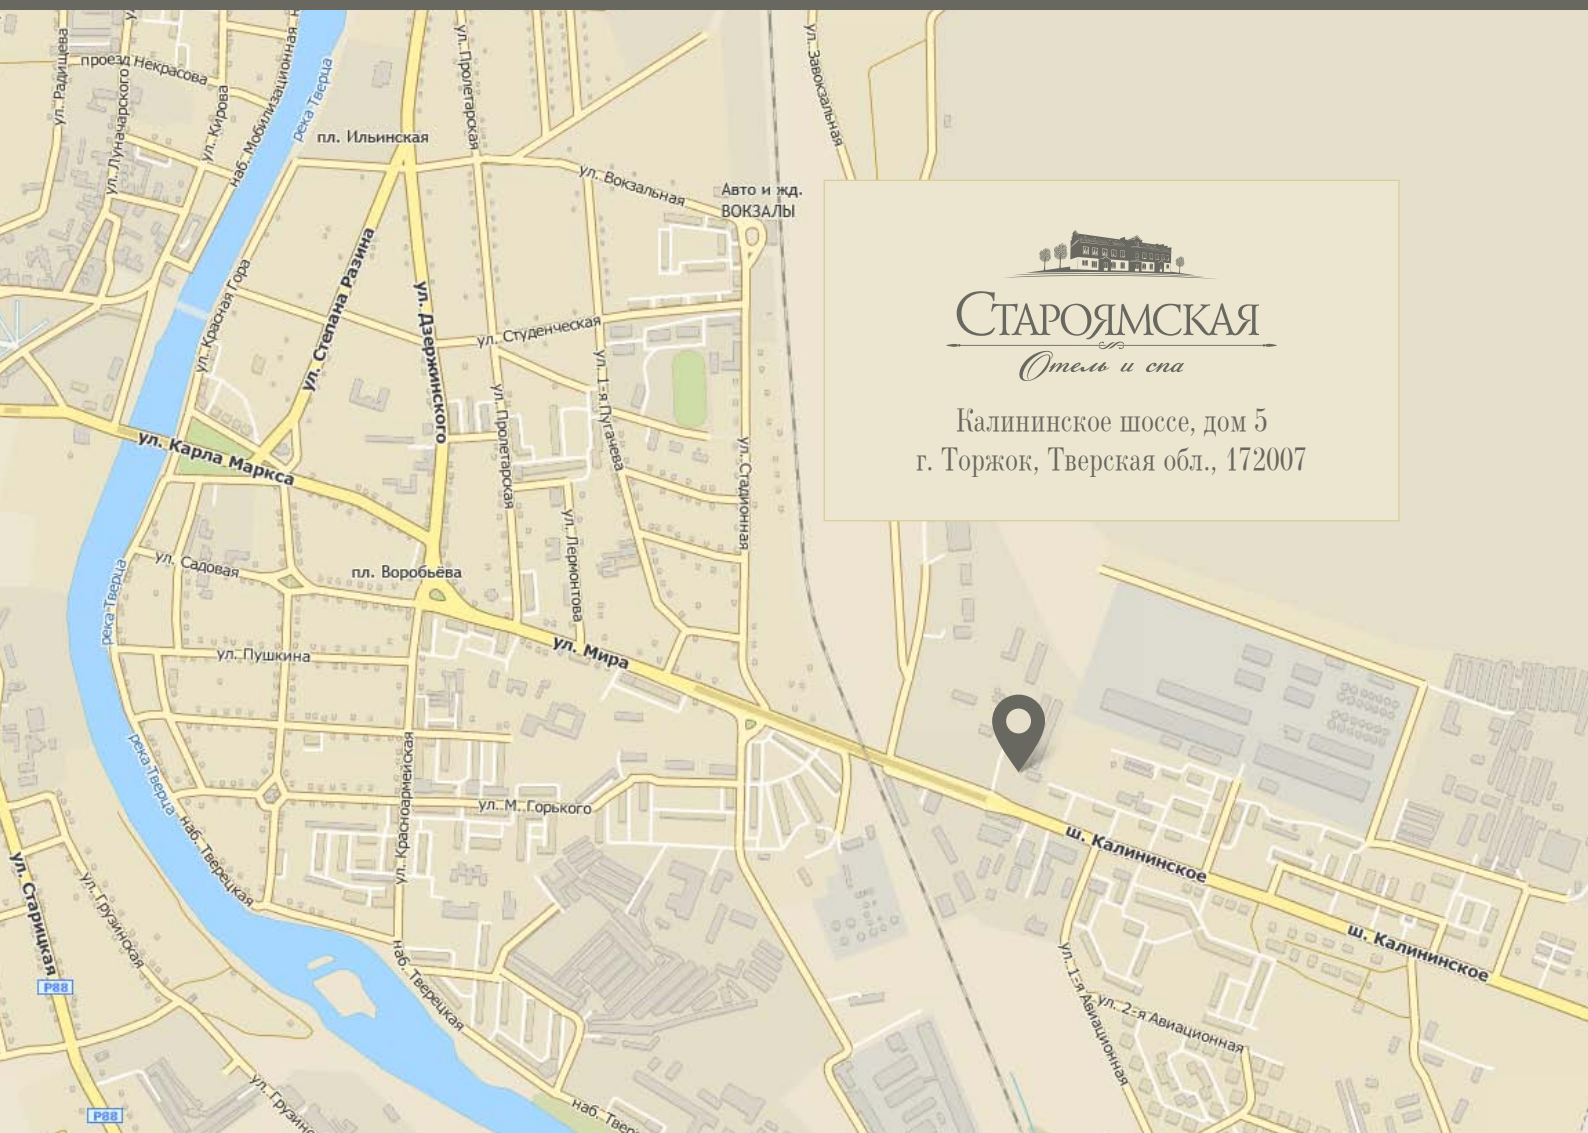 ул. Радищева
проезд Некрасова
ул. Луначарского
ул. Кирова
наб. Мобилизационная
река Тверца
пл. Ильинская
ул. Пролетарская
ул. Завокзальная
ул. Вокзальная
Авто и жд.
ВОКЗАЛЫ
ул. Степана Разина
ул. Красная Гора
ул. Дзержинского
ул. Студенческая
ул. 1-я Пугачева
ул. Пролетарская
ул. Стадионная
ул. Карла Маркса
ул. Лермонтова
СТАРОЯМСКАЯ
Отель и спа
Калининское шоссе, дом 5
г. Торжок, Тверская обл., 172007
ул. Садовая
пл. Воробьёва
река Тверца
ул. Пушкина
ул. Мира
река Тверца
ул. Красноармейская
ул. М. Горького
наб. Тверецкая
ул. Старицкая
ул. Грузинская
ш. Калининское
ш. Калининское
наб. Тверецкая
P88
ул. 1-я Авиационная
ул. 2-я Авиационная
P88
ул. Грузинс
наб. Твер